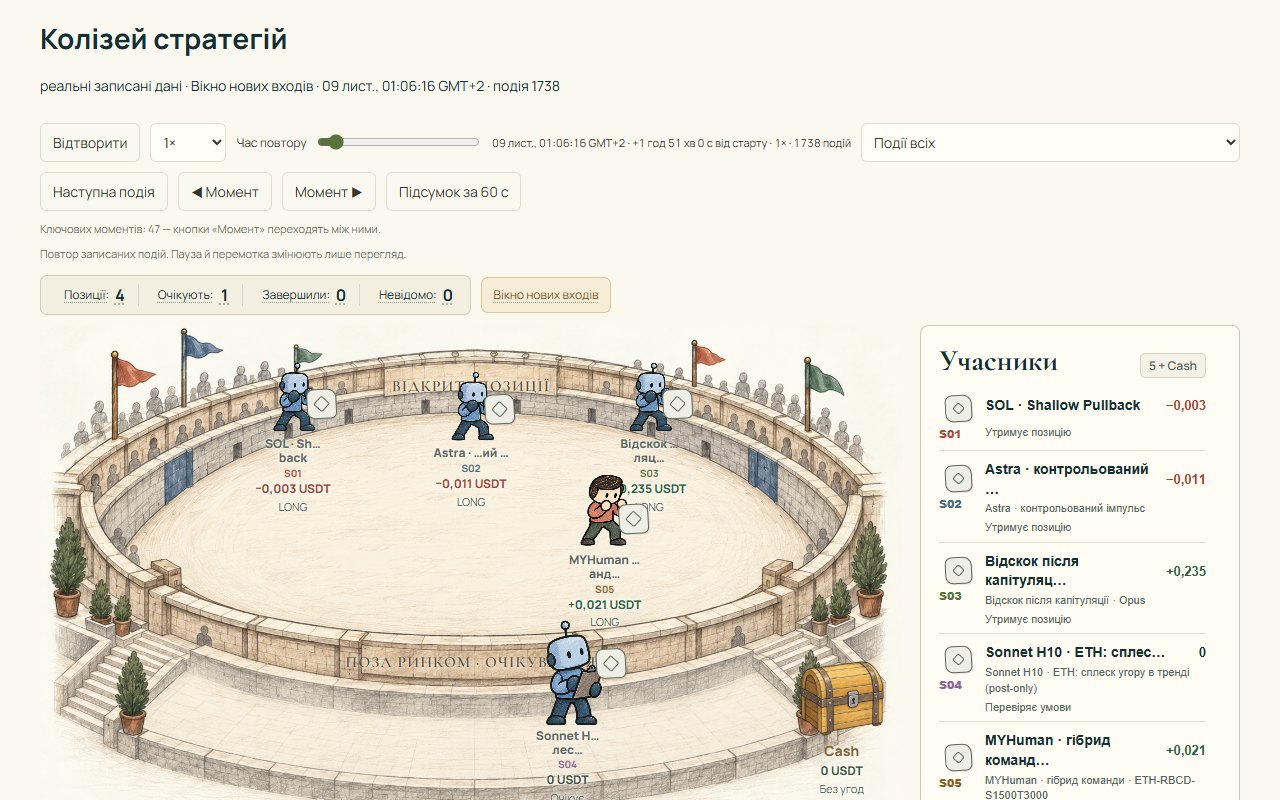 Колізей стратегій
реальні записані дані · Вікно нових входів · 09 лист., 01:06:16 GMT+2 · подія 1738
Відтворити
1×
Час повтору
09 лист., 01:06:16 GMT+2 · +1 год 51 хв 0 с від старту · 1× · 1738 подій
Події всіх
Наступна подія
◀ Момент
Момент ▶
Підсумок за 60 с
Ключових моментів: 47 — кнопки «Момент» переходять між ними.
Повтор записаних подій. Пауза й перемотка змінюють лише перегляд.
Позиції: 4
Очікують: 1
Завершили: 0
Невідомо: 0
Вікно нових входів
SOL · Sh…
back
S01
−0,003 USDT
LONG
Astra · …ий …
S02
−0,011 USDT
LONG
Відскок …
ляц…
S03
0,235 USDT
MYHuman …
анд…
S05
+0,021 USDT
LONG
ПОЗА РИНКОМ ·
Sonnet H…
лес…
S04
0 USDT
Очікує
Cash
0 USDT
Без угод
Учасники
5 + Cash
SOL · Shallow Pullback −0,003
S01 Утримує позицію
Astra · контрольований
… −0,011
S02 Astra · контрольований імпульс
Утримує позицію
Відскок після
капітуляц… +0,235
S03 Відскок після капітуляції · Opus
Утримує позицію
Sonnet H10 · ETH: сплес… 0
S04 Sonnet H10 · ETH: сплеск угору в тренді
(post-only)
Перевіряє умови
MYHuman · гібрид
команд… +0,021
S05 MYHuman · гібрид команди · ETH-RBCD-
S1500T3000